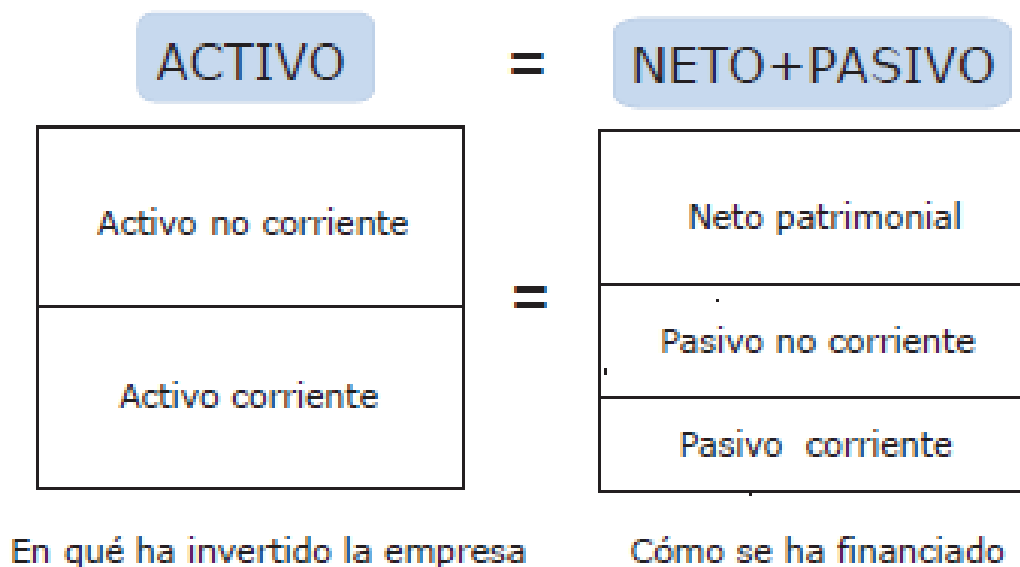 ACTIVO = NETO+PASIVO
Activo no corriente
Activo corriente
=
Neto patrimonial
Pasivo no corriente
Pasivo corriente
En qué ha invertido la empresa
Cómo se ha financiado